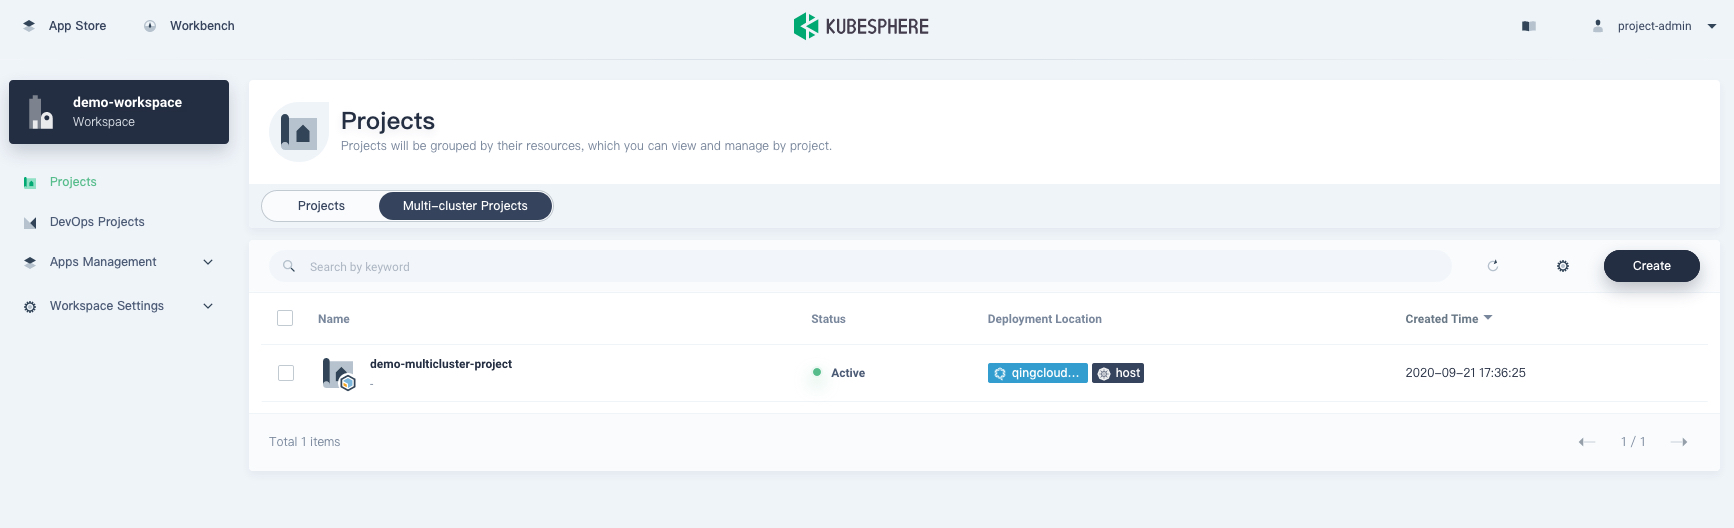 App Store
Workbench
KUBESPHERE
project-admin
demo-workspace
Workspace
Projects
DevOps Projects
Apps Management
Workspace Settings
Projects
Projects will be grouped by their resources, which you can view and manage by project.
Projects
Multi-cluster Projects
Search by keyword
Create
Name
Status
Deployment Location
Created Time
demo-multicluster-project
-
Active
qingcloud...
host
2020-09-21 17:36:25
Total 1 items
1 / 1